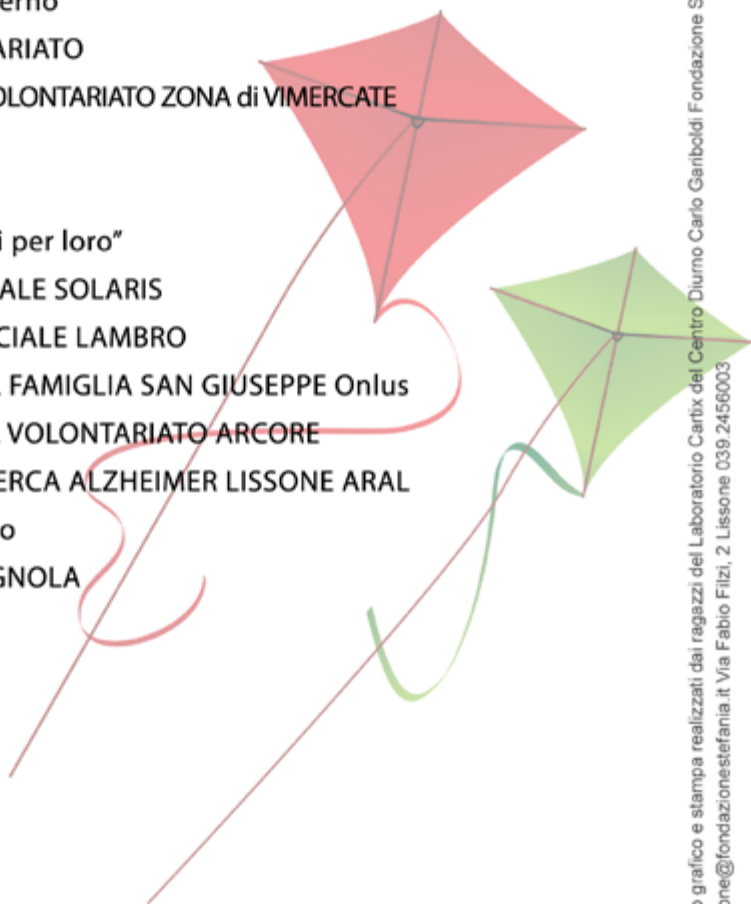 erno
ARIATO
OLONTARIATO ZONA di VIMERCATE
i per loro”
ALE SOLARIS
CIALE LAMBRO
FAMIGLIA SAN GIUSEPPE Onlus
VOLONTARIATO ARCORE
ERCA ALZHEIMER LISSONE ARAL
o
GNOLA
o grafico e stampa realizzati dai ragazzi del Laboratorio Cartix del Centro Diurno Carlo Gariboldi Fondazione S
one@fondazionestefania.it Via Fabio Filzi, 2 Lissone 039.2456003